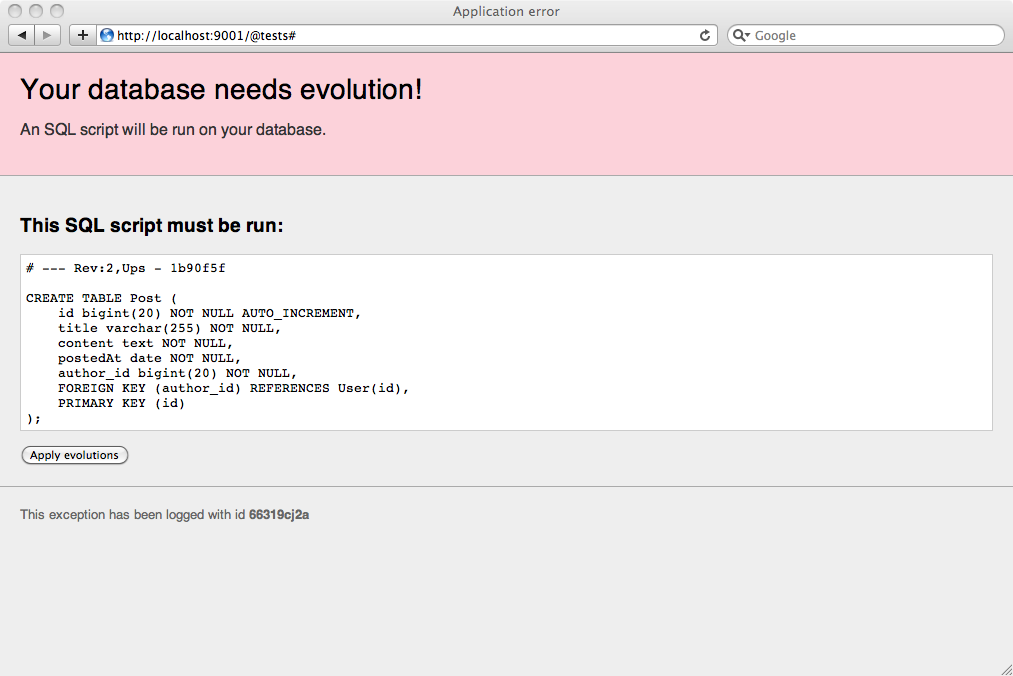 Application error
http://localhost:9001/@tests#
Google
Your database needs evolution!
An SQL script will be run on your database.
This SQL script must be run:
# --- Rev:2,Ups - 1b90f5f
CREATE TABLE Post (
    id bigint(20) NOT NULL AUTO_INCREMENT,
    title varchar(255) NOT NULL,
    content text NOT NULL,
    postedAt date NOT NULL,
    author_id bigint(20) NOT NULL,
    FOREIGN KEY (author_id) REFERENCES User(id),
    PRIMARY KEY (id)
);
Apply evolutions
This exception has been logged with id 66319cj2a